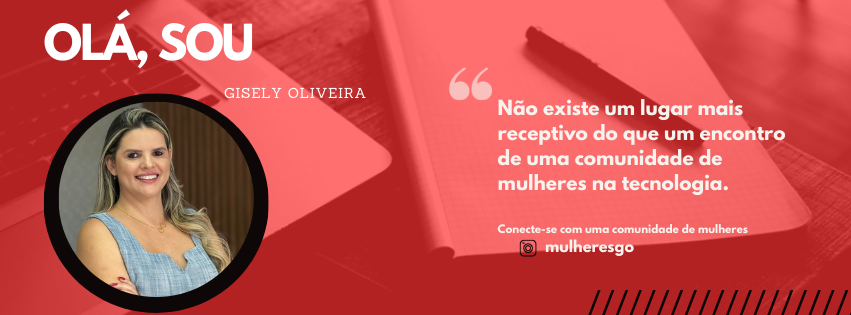 OLÁ, SOU
GISELY OLIVEIRA
Não existe um lugar mais
receptivo do que um encontro
de uma comunidade de
mulheres na tecnologia.
Conecte-se com uma comunidade de mulheres
mulheresgo